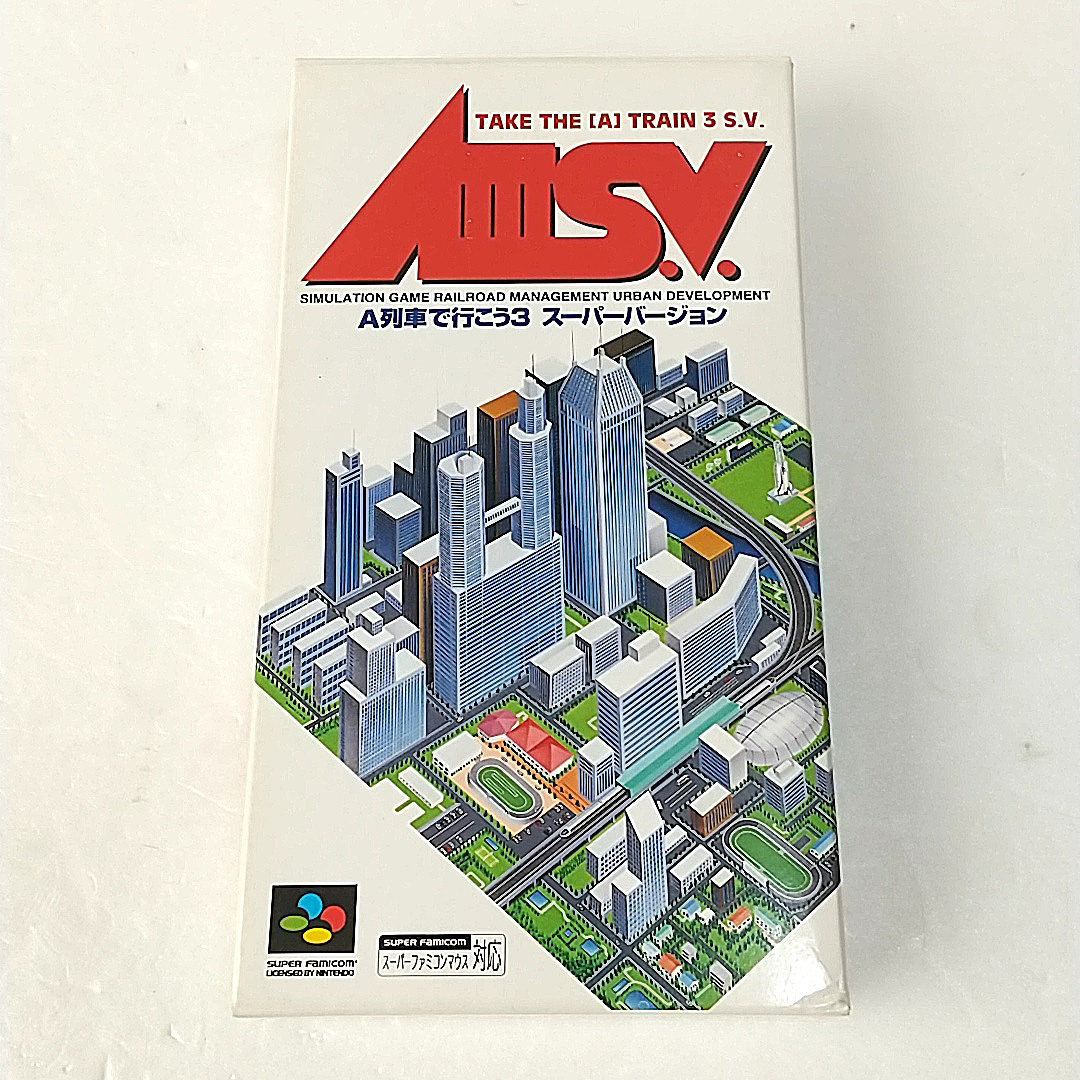 TAKE THE [A] TRAIN 3 S.V.
AIII S.V.
SIMULATION GAME RAILROAD MANAGEMENT URBAN DEVELOPMENT
A列車で行こう3 スーパーバージョン
SUPER FAMICOM
LICENSED BY NINTENDO
SUPER FAMICOM
スーパーファミコンマウス 対応